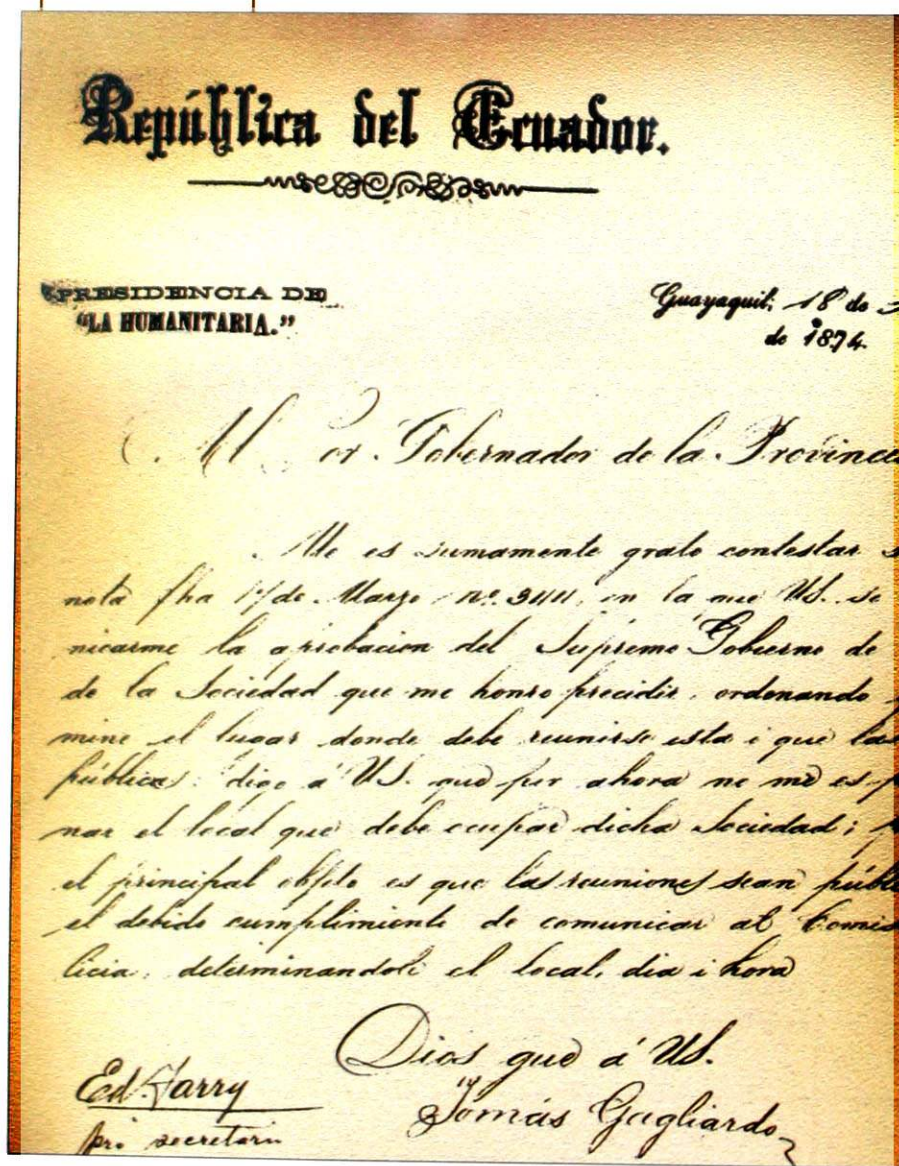 República del Ecuador.
PRESIDENCIA DE
"LA HUMANITARIA."
Guayaquil, 18 de
de 1874.
Al or. Gobernador de la Provinc
Me es sumamente grato contestar s
nota fha 17 de Marzo nº en la que US. se
nicarme la aprobacion del Supremo Gobierno de
de la Sociedad que me honro precidir, ordenando
mine el lugar donde debe reunirse esta i que las
públicas: digo á US. que por ahora no me es p
nar el local que debe ocupar dicha Sociedad; p
el principal objeto es que las reuniones sean públi
el debido cumplimiento de comunicar al Comis
licia, determinandole el local, dia i hora
Dios gue á US.
Tomás Gagliardo
Ed. Farry
pro secretario